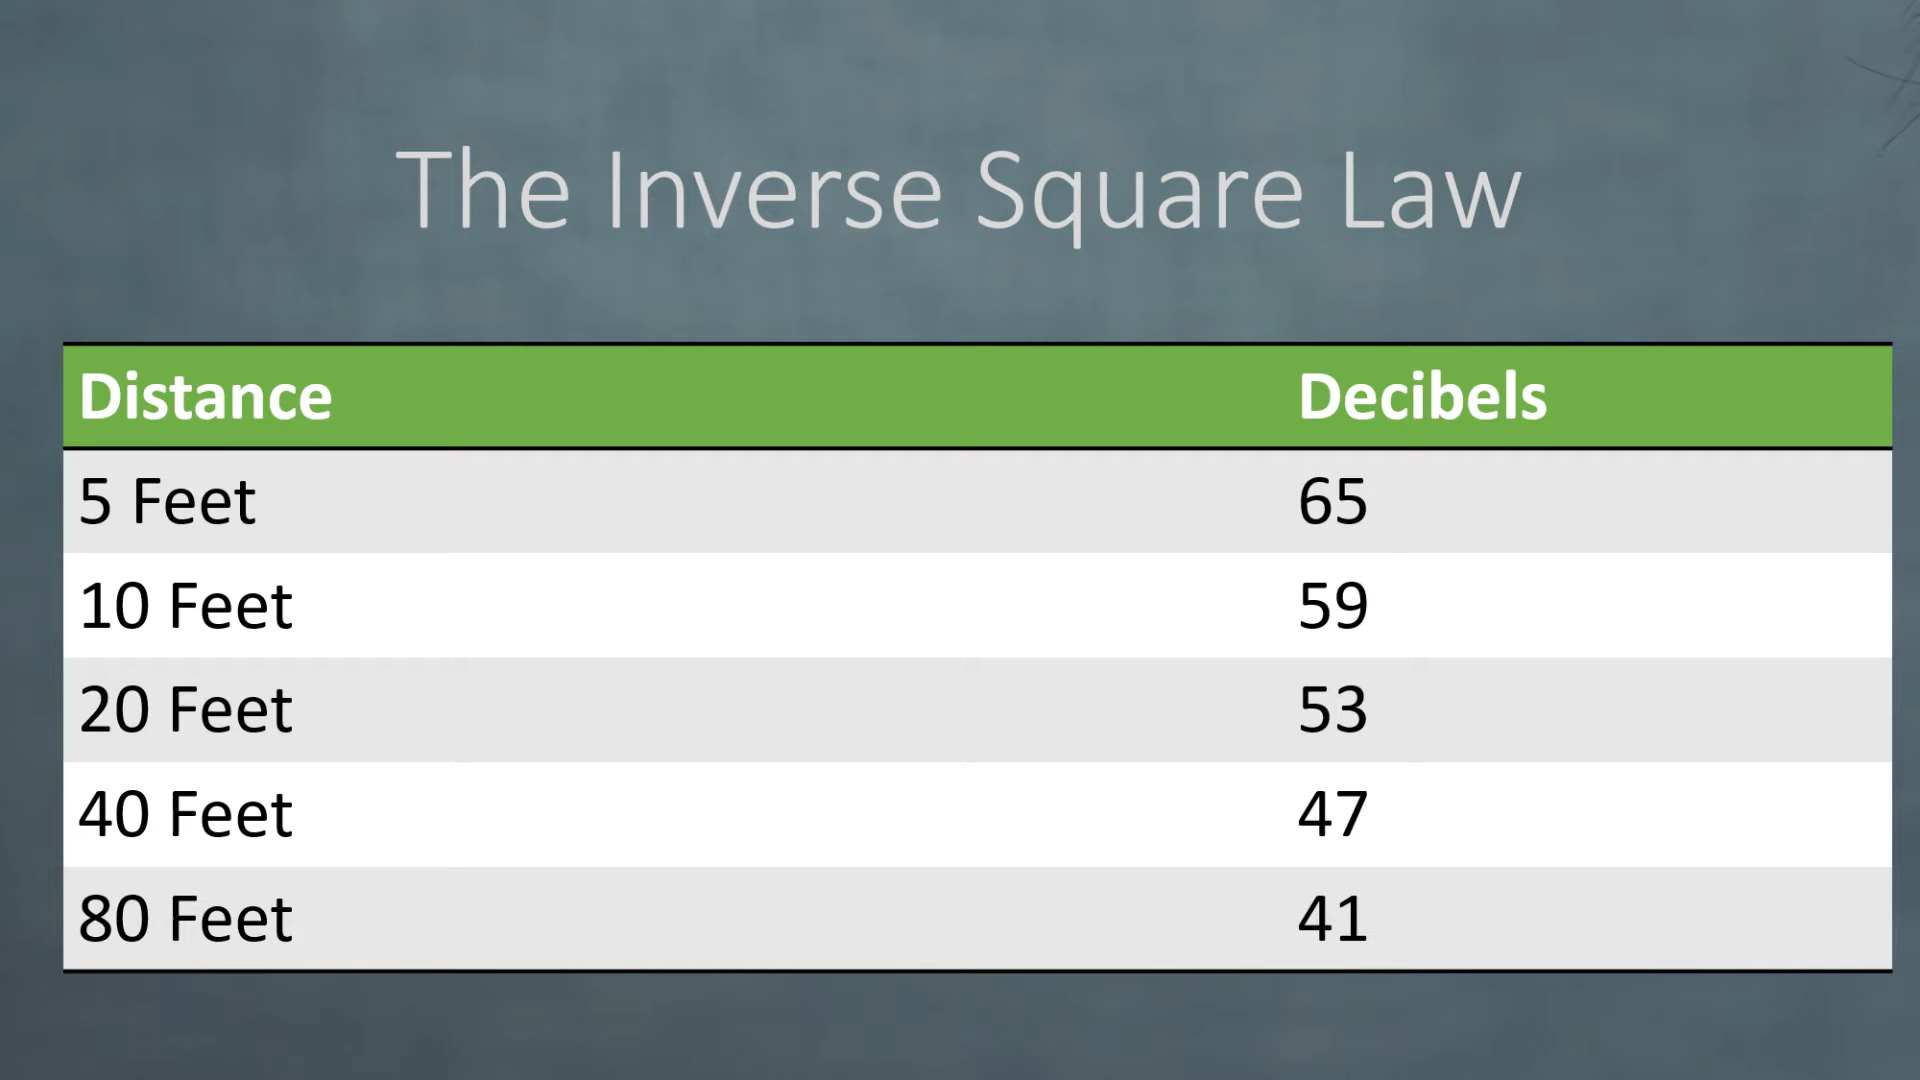 The Inverse Square Law
Distance Decibels
5 Feet 65
10 Feet 59
20 Feet 53
40 Feet 47
80 Feet 41